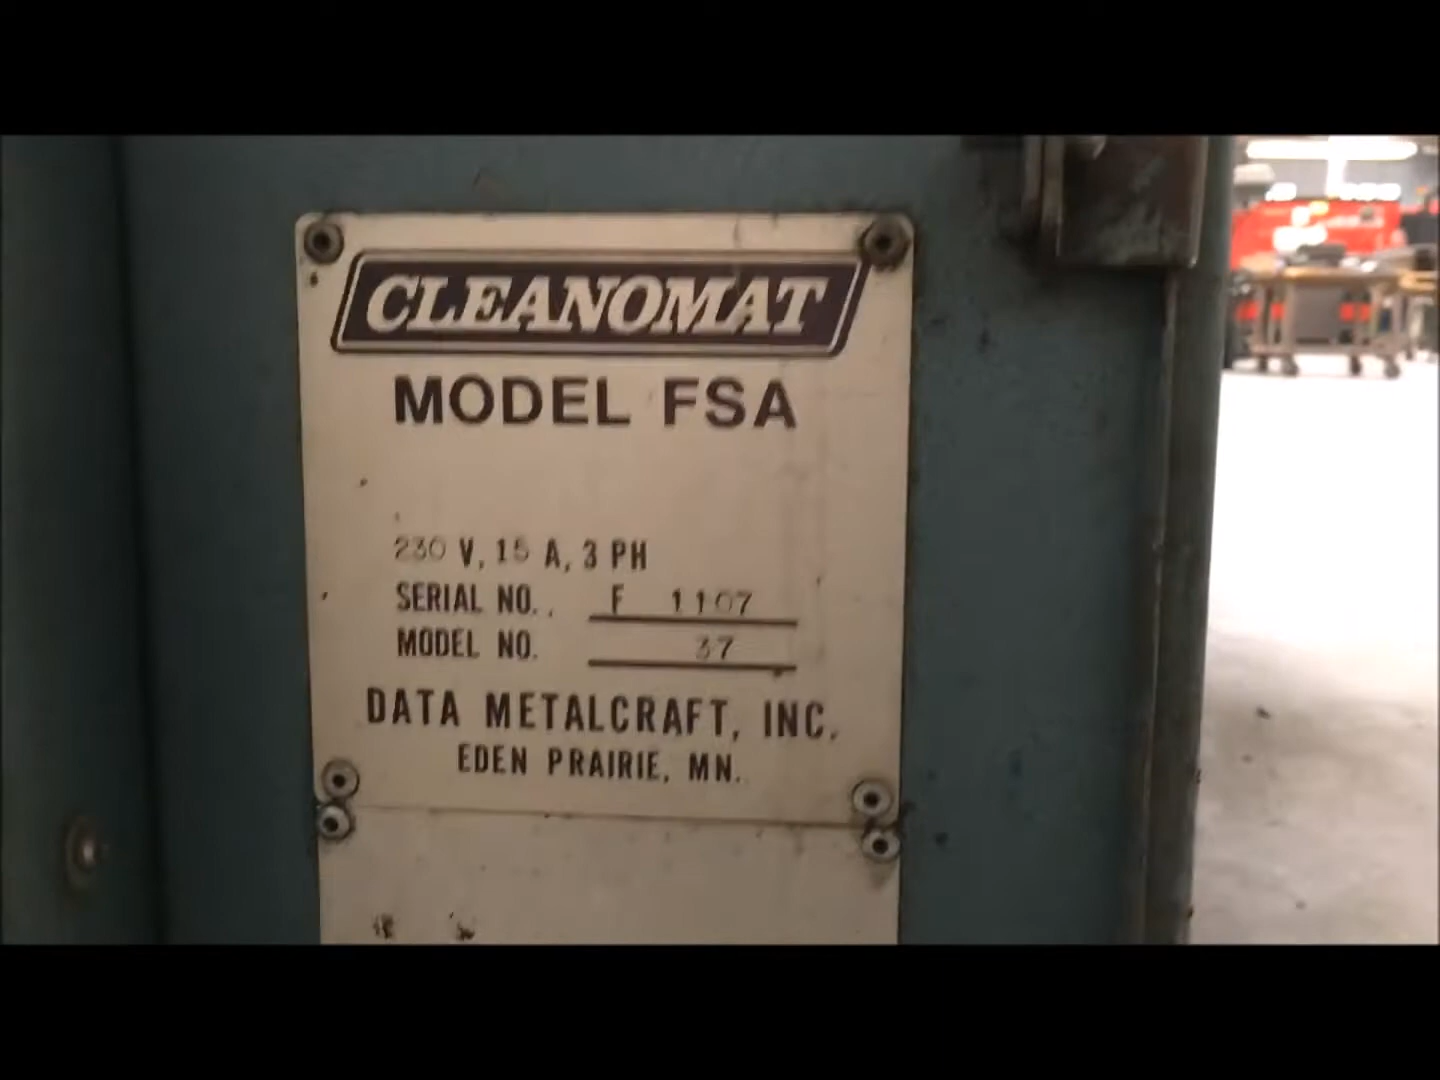 CLEANOMAT
MODEL FSA
230 V, 15 A, 3 PH
SERIAL NO. F 1107
MODEL NO. 37
DATA METALCRAFT, INC.
EDEN PRAIRIE, MN.